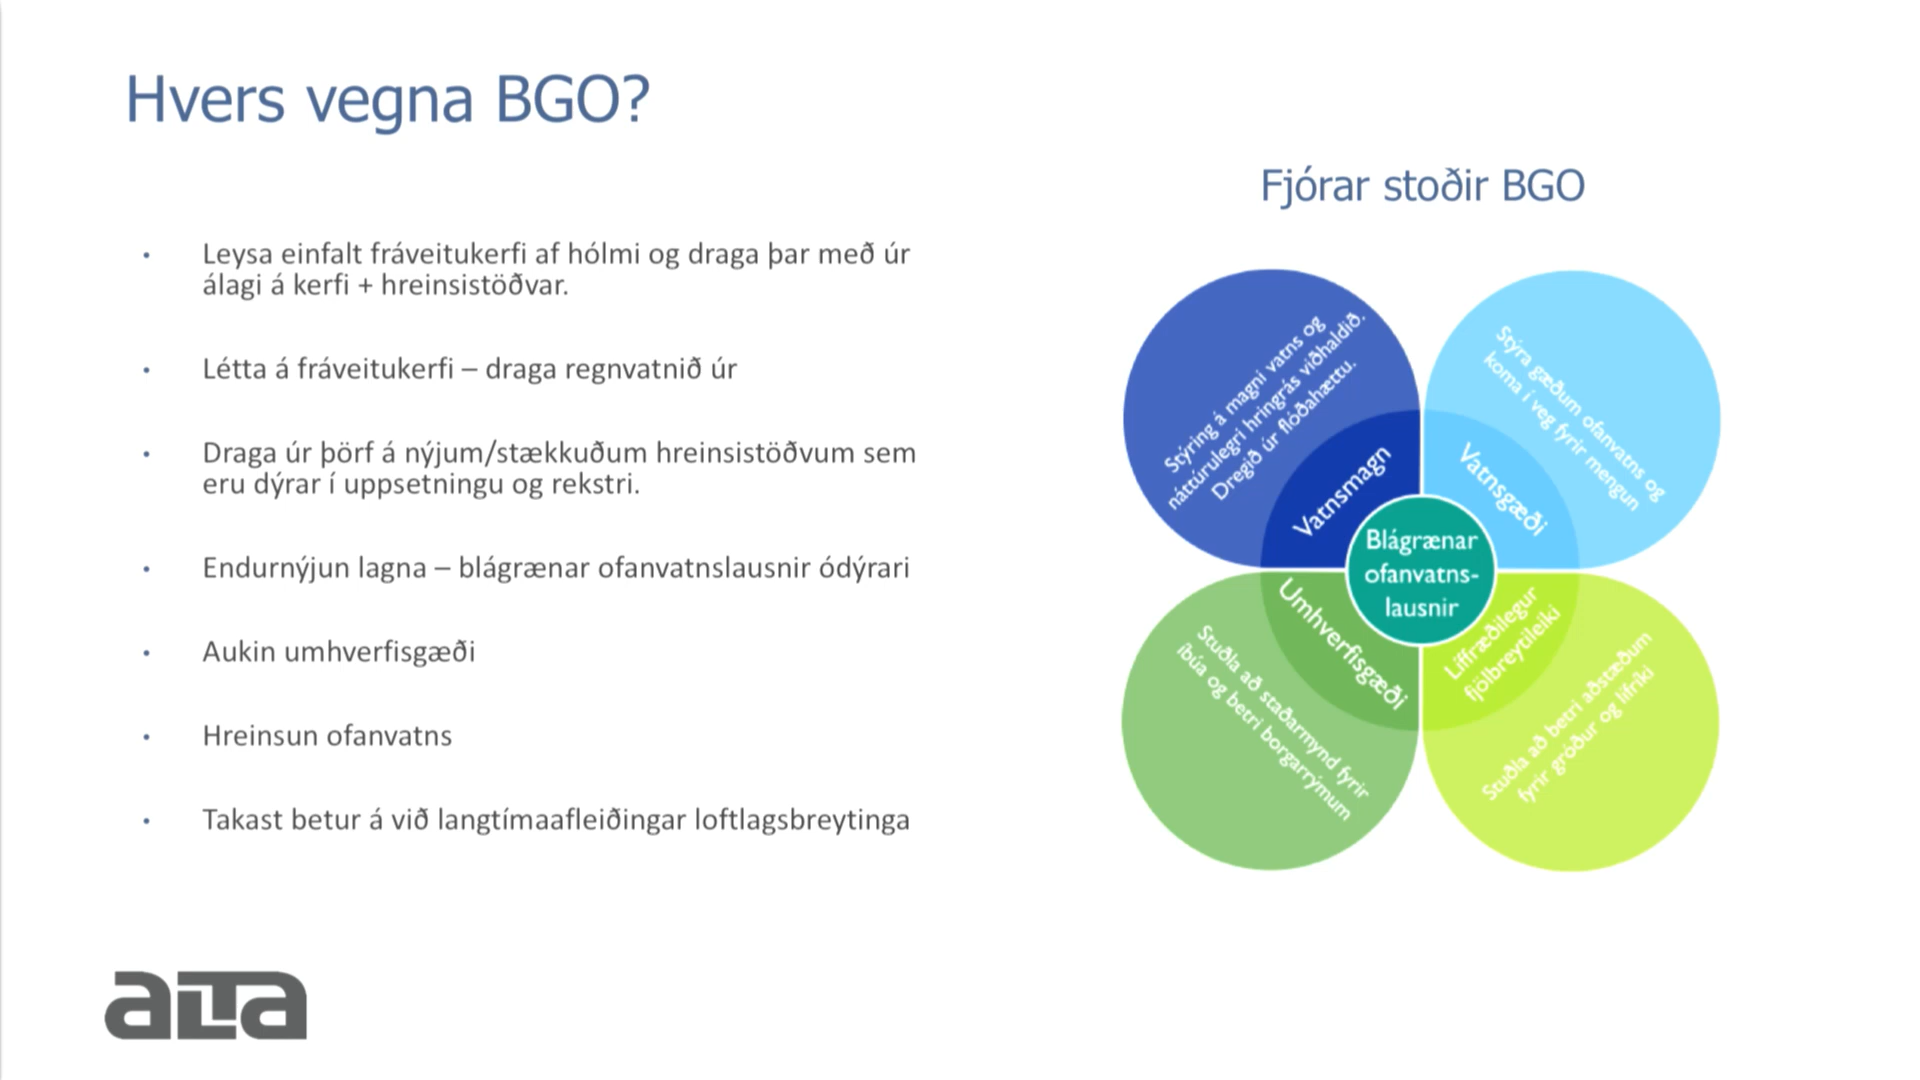 Hvers vegna BGO?
Leysa einfalt fráveitukerfi af hólmi og draga þar með úr
álagi á kerfi + hreinsistöðvar.
Létta á fráveitukerfi – draga regnvatnið úr
Draga úr þörf á nýjum/stækkuðum hreinsistöðvum sem
eru dýrar í uppsetningu og rekstri.
Endurnýjun lagna – blágrænar ofanvatnslausnir ódýrari
Aukin umhverfisgæði
Hreinsun ofanvatns
Takast betur á við langtímaafleiðingar loftlagsbreytinga
Fjórar stoðir BGO
Stýring á magni vatns og
náttúrulegri hringrás viðhaldið.
Dregið úr flóðahættu.
Vatnsmagn
Stýra gæðum ofanvatns og
koma í veg fyrir mengun
Vatnsgæði
Blágrænar
ofanvatns-
lausnir
Umhverfisgæði
Stuðla að staðarmynd fyrir
íbúa og betri borgarrýmum
Líffræðilegur
fjölbreytileiki
Stuðla að betri aðstæðum
fyrir gróður og lífríki
alta